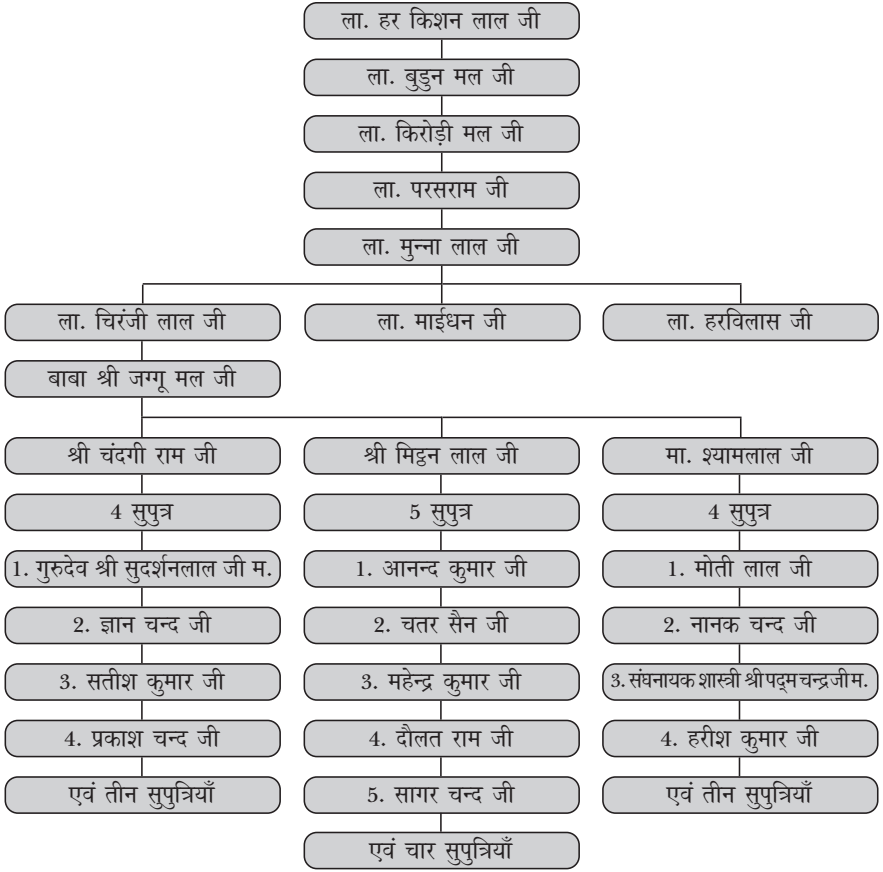 ला. हर किशन लाल जी
ला. बुडुन मल जी
ला. किरोड़ी मल जी
ला. परसराम जी
ला. मुन्ना लाल जी
ला. चिरंजी लाल जी
ला. माईधन जी
ला. हरविलास जी
बाबा श्री जग्गू मल जी
श्री चंदगी राम जी
श्री मिट्ठन लाल जी
मा. श्यामलाल जी
4 सुपुत्र
5 सुपुत्र
4 सुपुत्र
1. गुरुदेव श्री सुदर्शनलाल जी म.
1. आनन्द कुमार जी
1. मोती लाल जी
2. ज्ञान चन्द जी
2. चतर सैन जी
2. नानक चन्द जी
3. सतीश कुमार जी
3. महेन्द्र कुमार जी
3. संघनायक शास्त्री श्री पद्म चन्द्र जी म.
4. प्रकाश चन्द जी
4. दौलत राम जी
4. हरीश कुमार जी
एवं तीन सुपुत्रियाँ
5. सागर चन्द जी
एवं तीन सुपुत्रियाँ
एवं चार सुपुत्रियाँ